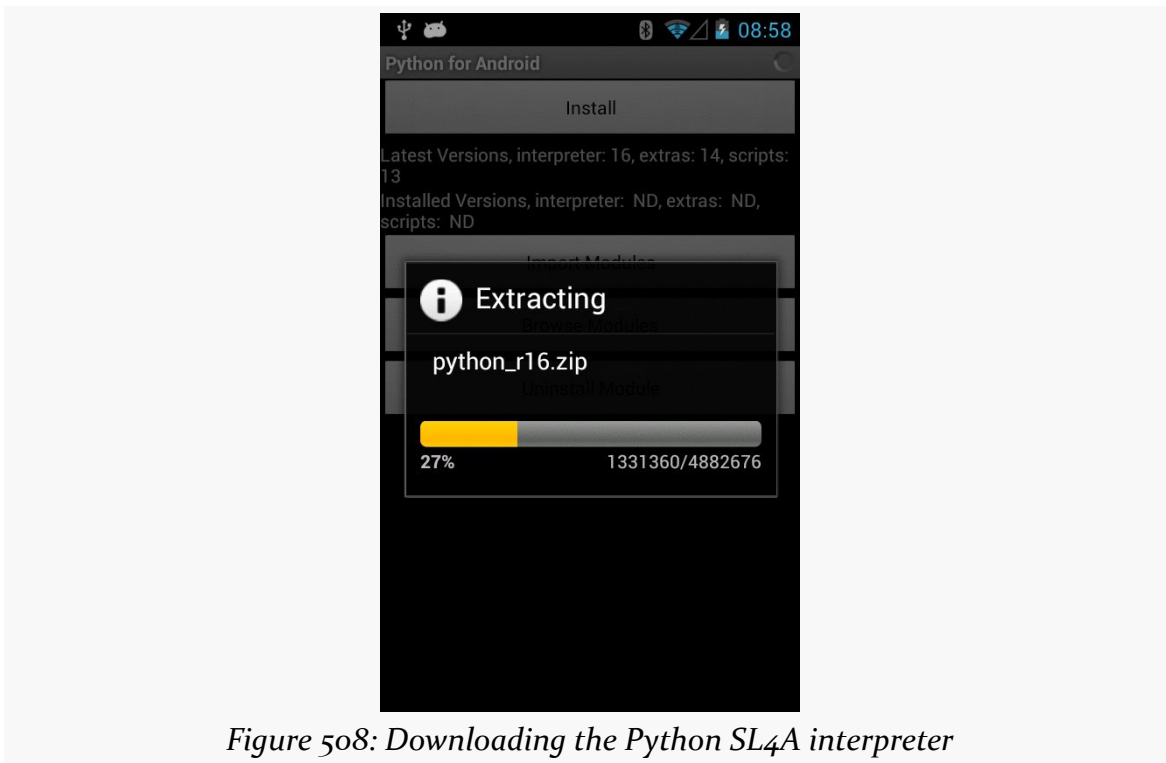 08:58
Python for Android
Install
Latest Versions, interpreter: 16, extras: 14, scripts:
13
Installed Versions, interpreter:  ND, extras:  ND,
scripts:  ND
Import Modules
Extracting
Browse Modules
python_r16.zip
Uninstall Module
27%
1331360/4882676
Figure 508: Downloading the Python SL4A interpreter